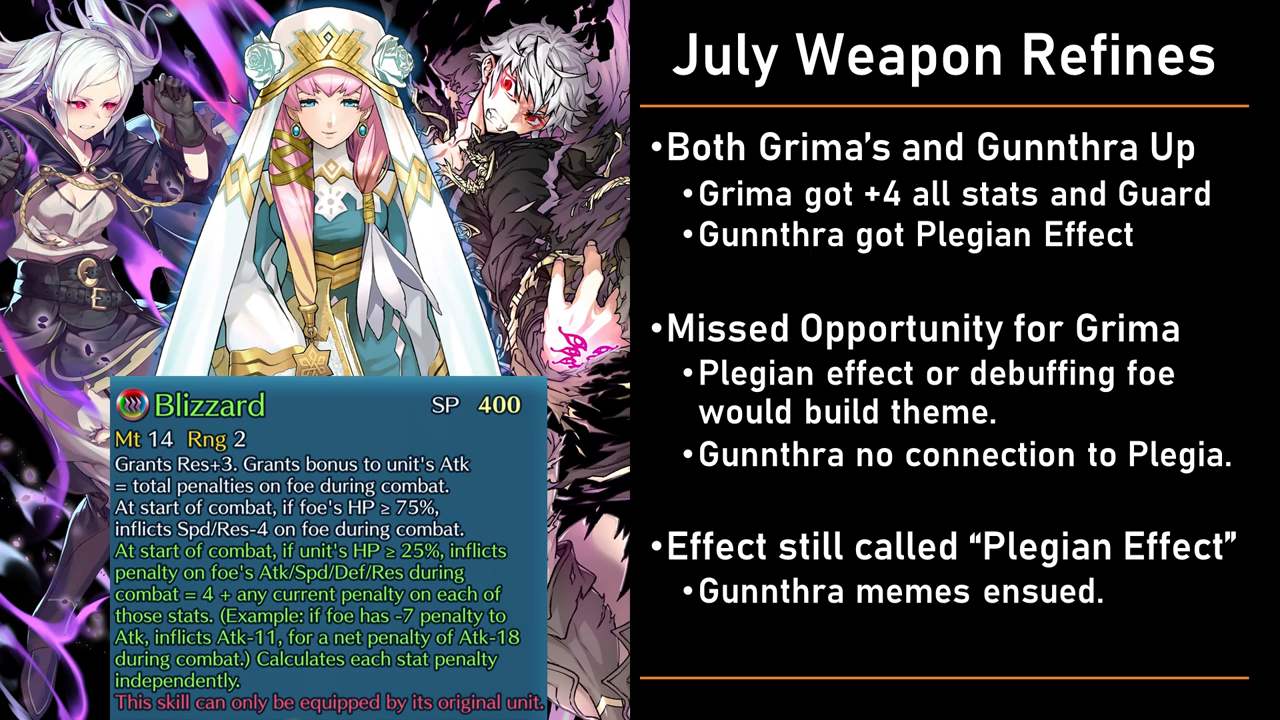 July Weapon Refines
•Both Grima's and Gunnthra Up
•Grima got +4 all stats and Guard
•Gunnthra got Plegian Effect
•Missed Opportunity for Grima
•Plegian effect or debuffing foe
would build theme.
•Gunnthra no connection to Plegia.
•Effect still called “Plegian Effect”
•Gunnthra memes ensued.
Blizzard SP 400
Mt 14 Rng 2
Grants Res+3. Grants bonus to unit's Atk
= total penalties on foe during combat.
At start of combat, if foe's HP ≥ 75%,
inflicts Spd/Res-4 on foe during combat.
At start of combat, if unit's HP ≥ 25%, inflicts
penalty on foe's Atk/Spd/Def/Res during
combat = 4 + any current penalty on each of
those stats. (Example: if foe has -7 penalty to
Atk, inflicts Atk-11, for a net penalty of Atk-18
during combat.) Calculates each stat penalty
independently.
This skill can only be equipped by its original unit.